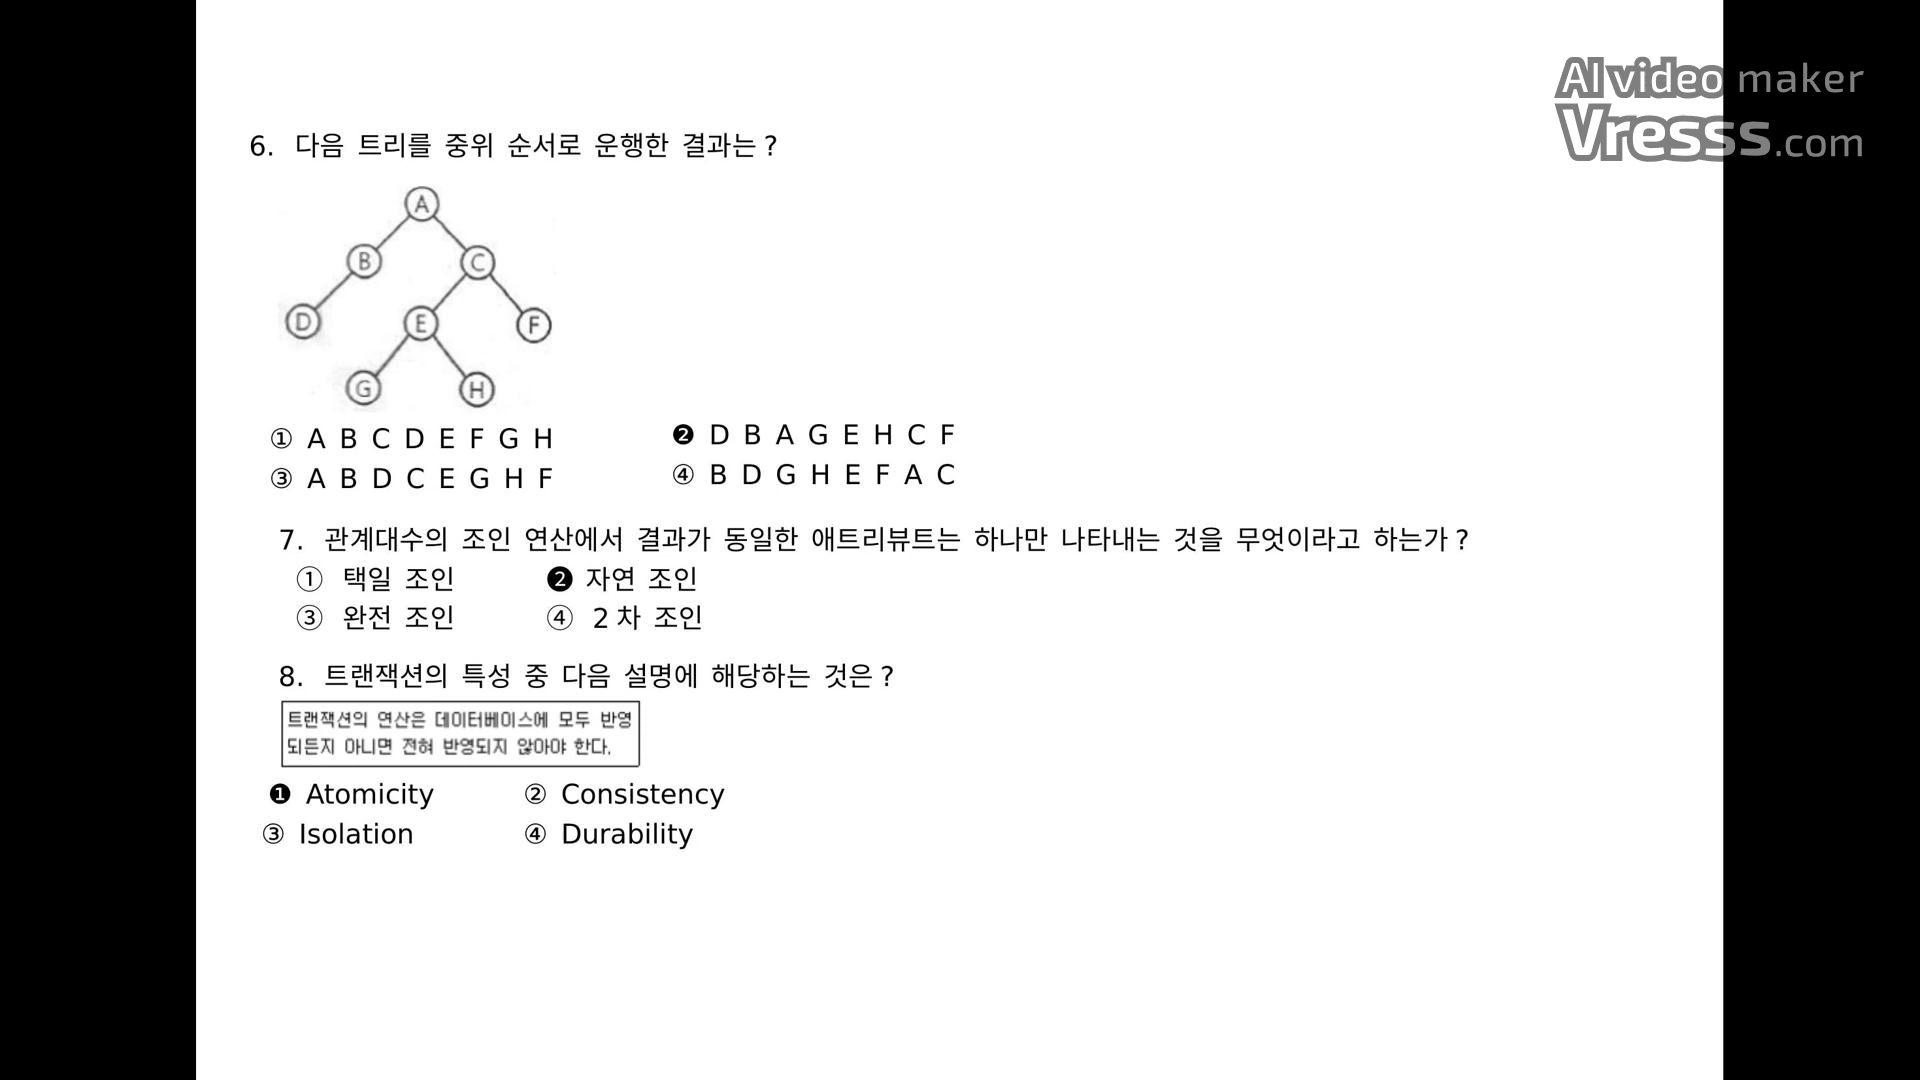 AI video maker
Vresss.com
6. 다음 트리를 중위 순서로 운행한 결과는 ?
A
B C
D E F
G H
① A B C D E F G H ❷ D B A G E H C F
③ A B D C E G H F ④ B D G H E F A C
7. 관계대수의 조인 연산에서 결과가 동일한 애트리뷰트는 하나만 나타내는 것을 무엇이라고 하는가 ?
① 택일 조인 ❷ 자연 조인
③ 완전 조인 ④ 2 차 조인
8. 트랜잭션의 특성 중 다음 설명에 해당하는 것은 ?
트랜잭션의 연산은 데이터베이스에 모두 반영
되든지 아니면 전혀 반영되지 않아야 한다.
❶ Atomicity ② Consistency
③ Isolation ④ Durability